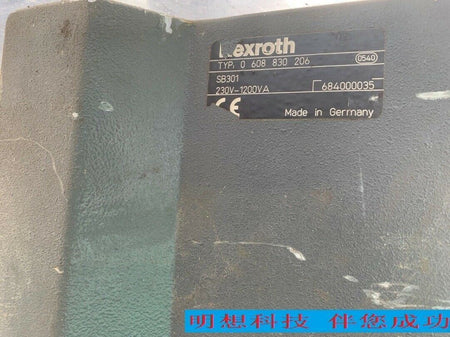 Rexroth
TYP. 0 608 830 206 0540
SB301
230V-1200VA 684000035
CE Made in Germany
明想科技 伴您成功